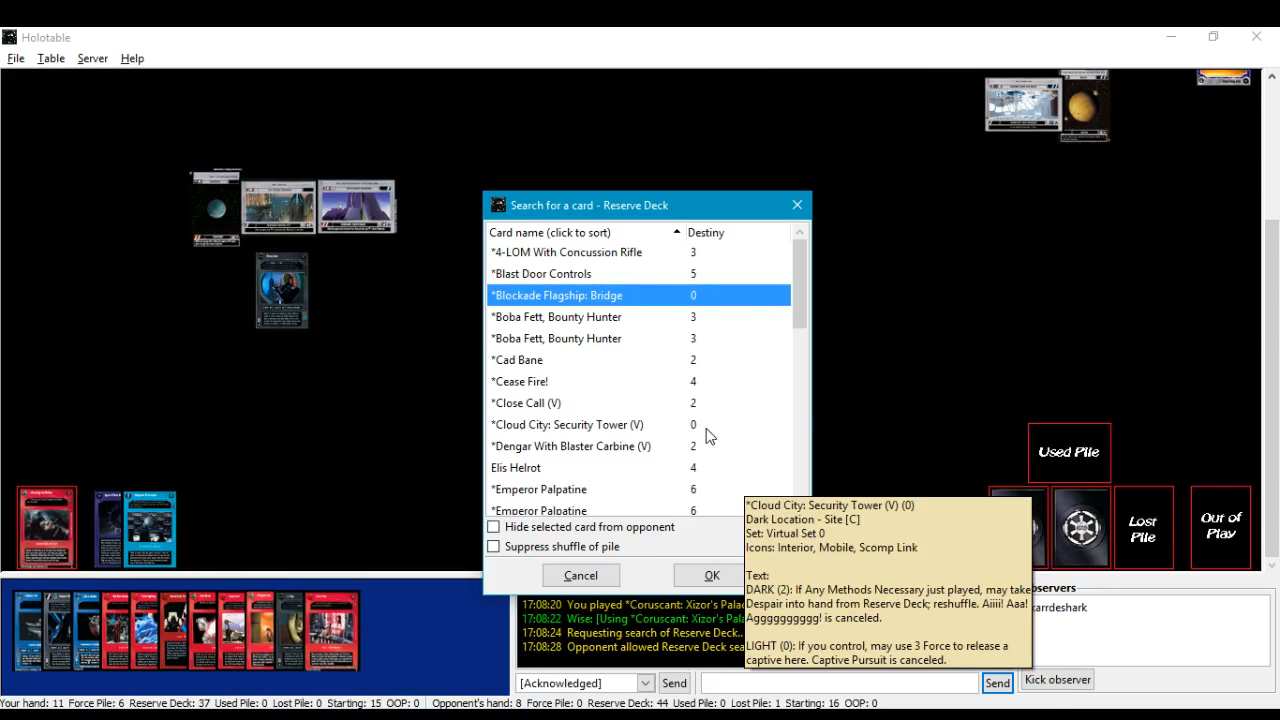 Holotable
File Table Server Help
Search for a card - Reserve Deck
Card name (click to sort) Destiny
*4-LOM With Concussion Rifle 3
*Blast Door Controls 5
*Blockade Flagship: Bridge 0
*Boba Fett, Bounty Hunter 3
*Boba Fett, Bounty Hunter 3
*Cad Bane 2
*Cease Fire! 4
*Close Call (V) 2
*Cloud City: Security Tower (V) 0
*Dengar With Blaster Carbine (V) 2
Elis Helrot 4
*Emperor Palpatine 6
*Emperor Palpatine 6
Hide selected card from opponent
Suppress shuffle of pile
Cancel OK
*Cloud City: Security Tower (V) (0)
Dark Location - Site [C]
Set: Virtual Set 0
Icons: Interior, Mobile, Scomp Link
Text:
DARK (2): If Any Methods Necessary just played, may take
Despair into hand from Reserve Deck; reshuffle. Aiiii! Aaa!
Aggggggggg! is canceled.
LIGHT (0): If you control, may use 3 Force to release a
captive here. Captive Pursuit is canceled.
Used Pile
Lost
Pile
Out of
Play
bservers
arrdeshark
Kick observer
17:08:20 You played *Coruscant: Xizor's Pala
17:08:22 Wise: [Using *Coruscant: Xizor's Pala
17:08:24 Requesting search of Reserve Deck..
17:08:28 Opponent allowed Reserve Deck sea
[Acknowledged] Send Send
Your hand: 11 Force Pile: 6 Reserve Deck: 37 Used Pile: 0 Lost Pile: 0 Starting: 15 OOP: 0 Opponent's hand: 8 Force Pile: 0 Reserve Deck: 44 Used Pile: 0 Lost Pile: 1 Starting: 16 OOP: 0